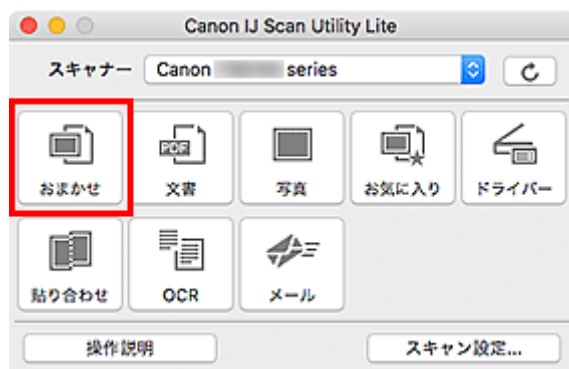 Canon IJ Scan Utility Lite
スキャナー Canon series
おまかせ 文書 写真 お気に入り ドライバー
貼り合わせ OCR メール
操作説明 スキャン設定...